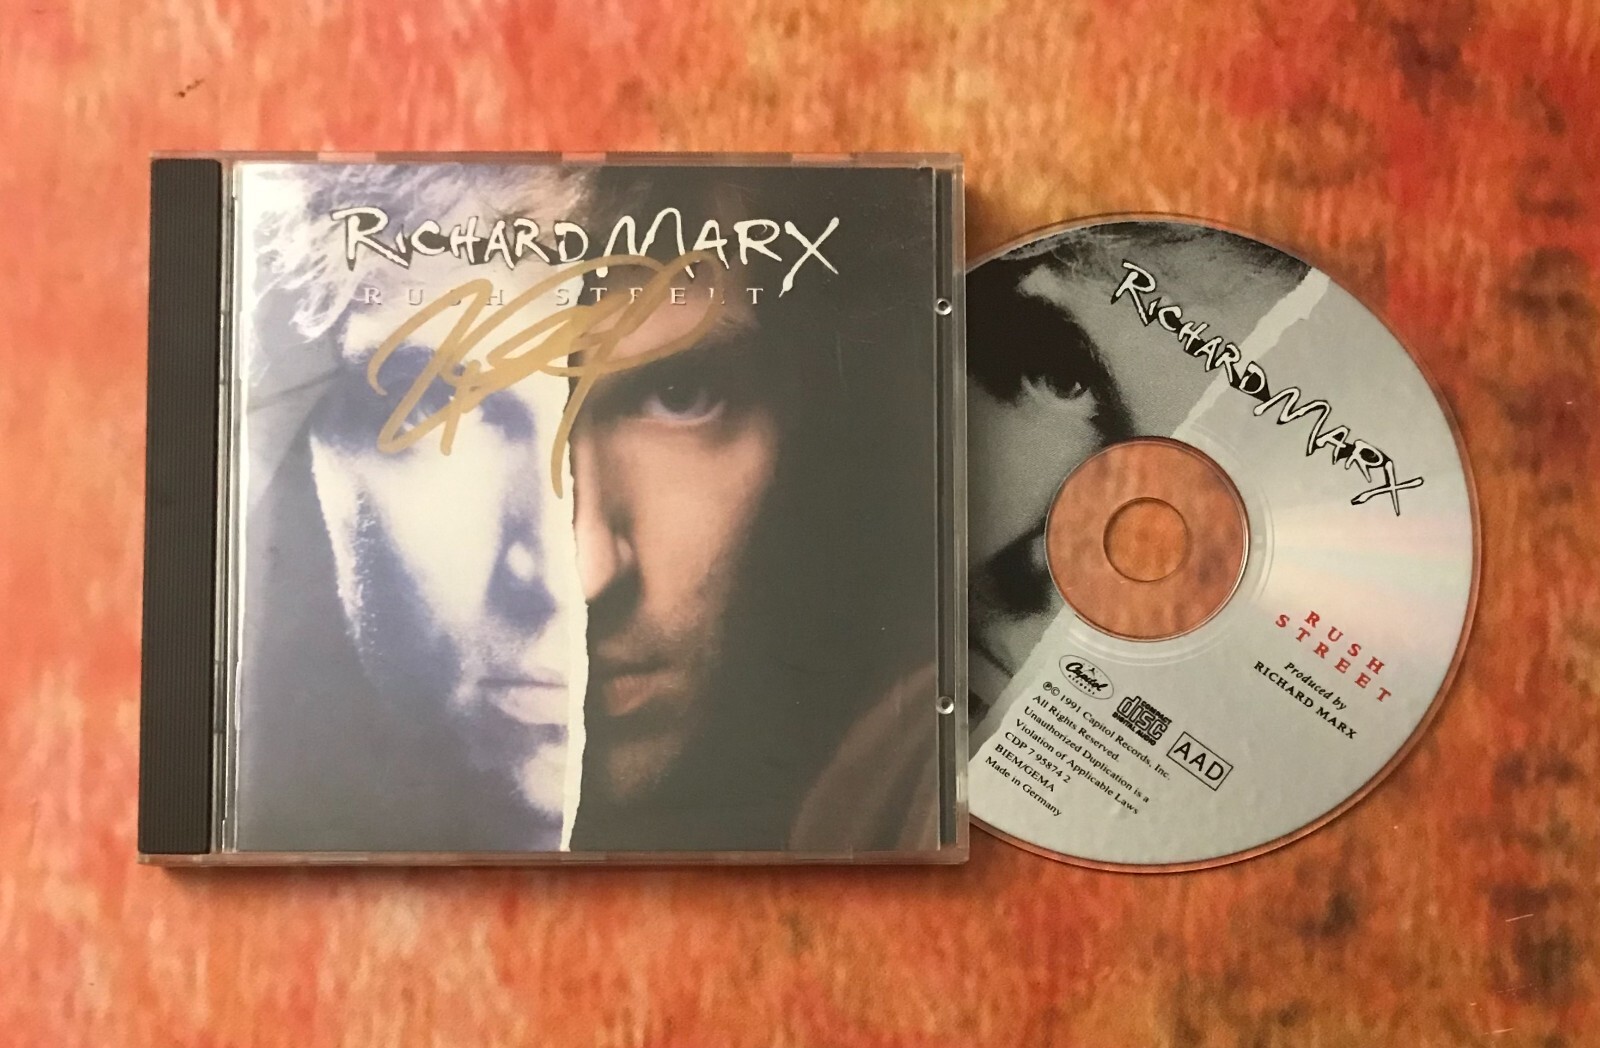 RICHARD MARX
RUSH STREET
RICHARD MARX
RUSH
STREET
Produced by
RICHARD MARX
Capitol
RECORDS
COMPACT
disc
DIGITAL AUDIO
AAD
℗© 1991 Capitol Records, Inc.
All Rights Reserved.
Unauthorized Duplication is a
Violation of Applicable Laws
CDP 7 95874 2
BIEM/GEMA
Made in Germany